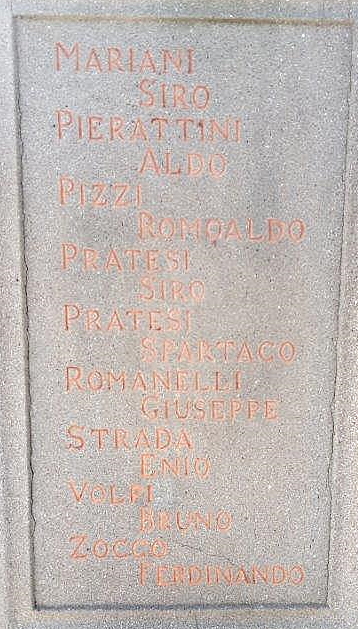 MARIANI
SIRO
PIERATTINI
ALDO
PIZZI
ROMOALDO
PRATESI
SIRO
PRATESI
SPARTACO
ROMANELLI
GIUSEPPE
STRADA
ENIO
VOLPI
BRUNO
ZOCCO
FERDINANDO